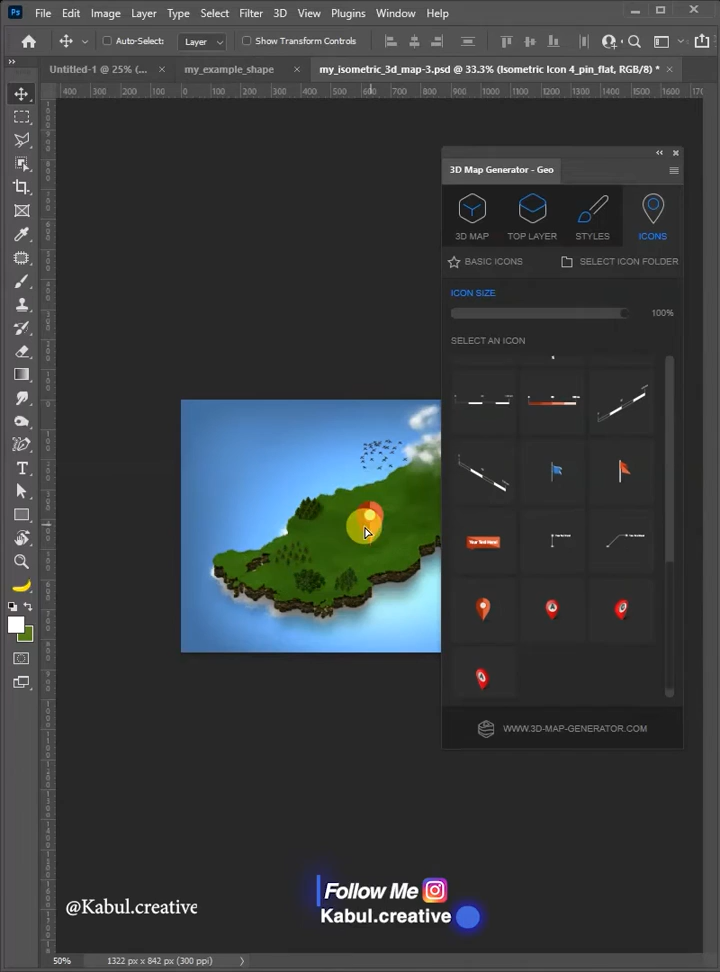 Ps File Edit Image Layer Type Select Filter 3D View Plugins Window Help
Auto-Select: Layer Show Transform Controls
Untitled-1 @ 25% (... × my_example_shape × my_isometric_3d_map-3.psd @ 33.3% (Isometric Icon 4_pin_flat, RGB/8) * ×
400 300 200 100 0 100 200 300 400 500 600 700 800 900 1000 1100 1200 1300 1400 1500 1600 170
3D Map Generator - Geo
3D MAP TOP LAYER STYLES ICONS
BASIC ICONS SELECT ICON FOLDER
ICON SIZE
100%
SELECT AN ICON
Your Text Here!
WWW.3D-MAP-GENERATOR.COM
Follow Me
@Kabul.creative
Kabul.creative
50% 1322 px x 842 px (300 ppi)